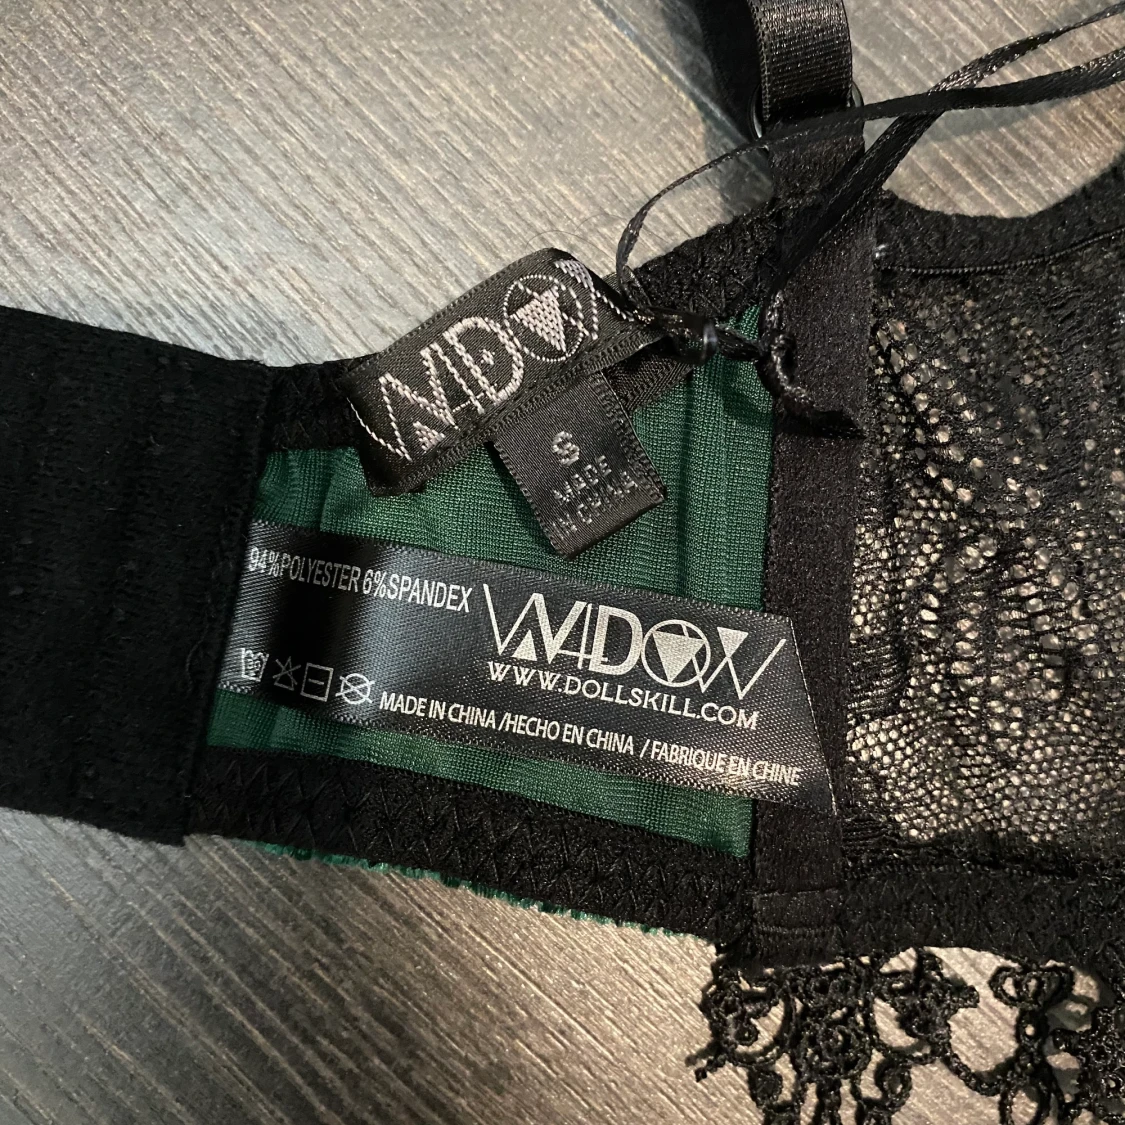 WIDOW
S
MADE
IN CHINA
94%POLYESTER 6%SPANDEX
WIDOW
WWW.DOLLSKILL.COM
MADE IN CHINA /HECHO EN CHINA / FABRIQUE EN CHINE